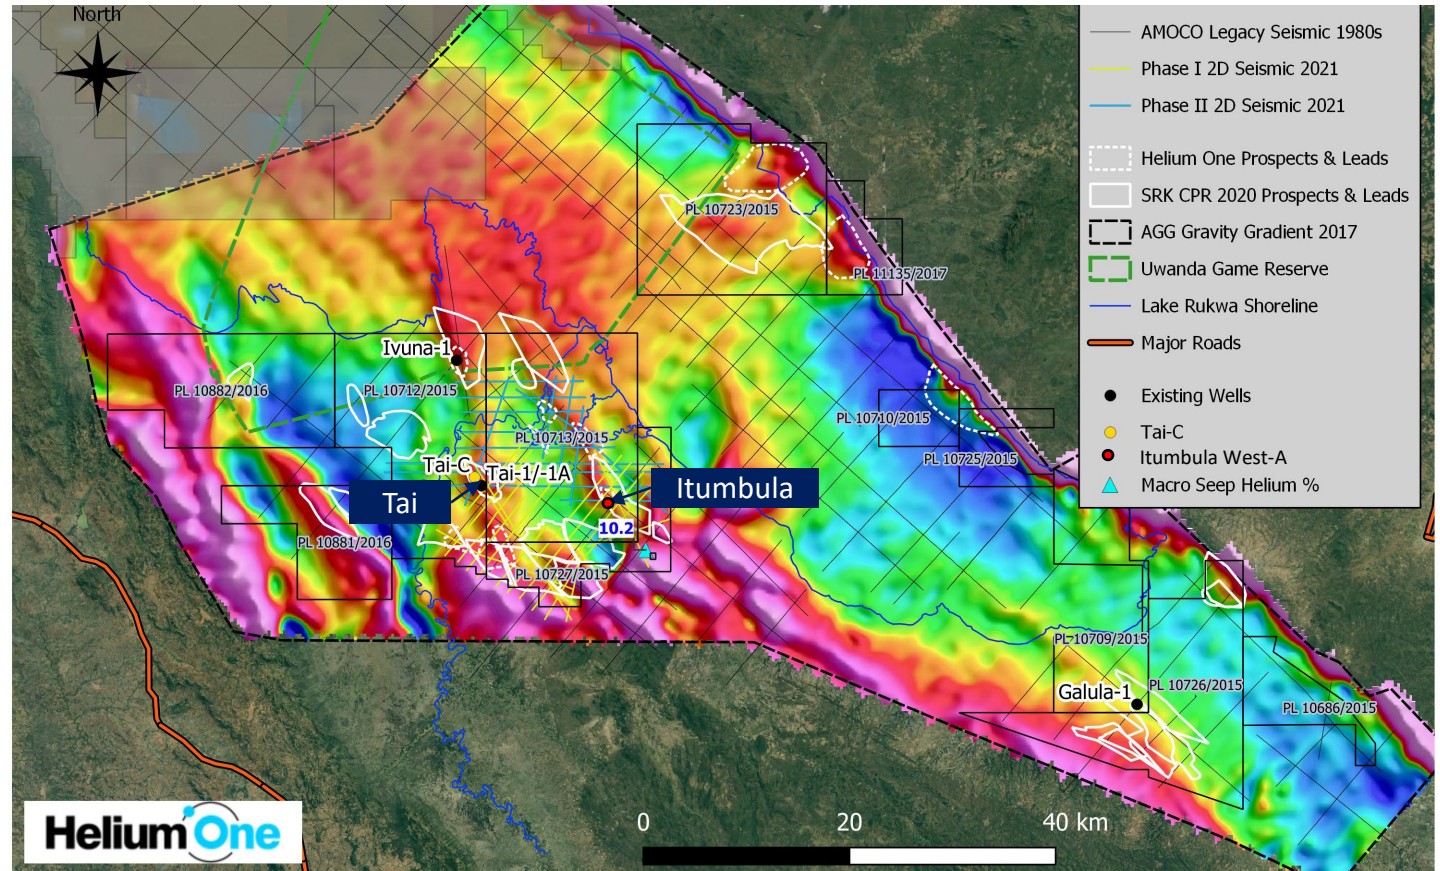 North
AMOCO Legacy Seismic 1980s
Phase I 2D Seismic 2021
Phase II 2D Seismic 2021
Helium One Prospects & Leads
SRK CPR 2020 Prospects & Leads
AGG Gravity Gradient 2017
Uwanda Game Reserve
Lake Rukwa Shoreline
Major Roads
Existing Wells
Tai-C
Itumbula West-A
Macro Seep Helium %
PL 10723/2015
PL 11135/2017
Ivuna-1
PL 10882/2016
PL 10712/2015
PL 10713/2015
PL 10710/2015
PL 10725/2015
Tai-C
Tai-1/-1A
Tai
Itumbula
10.2
PL 10881/2016
PL 10727/2015
PL 10709/2015
Galula-1
PL 10726/2015
PL 10686/2015
Helium One
0 20 40 km